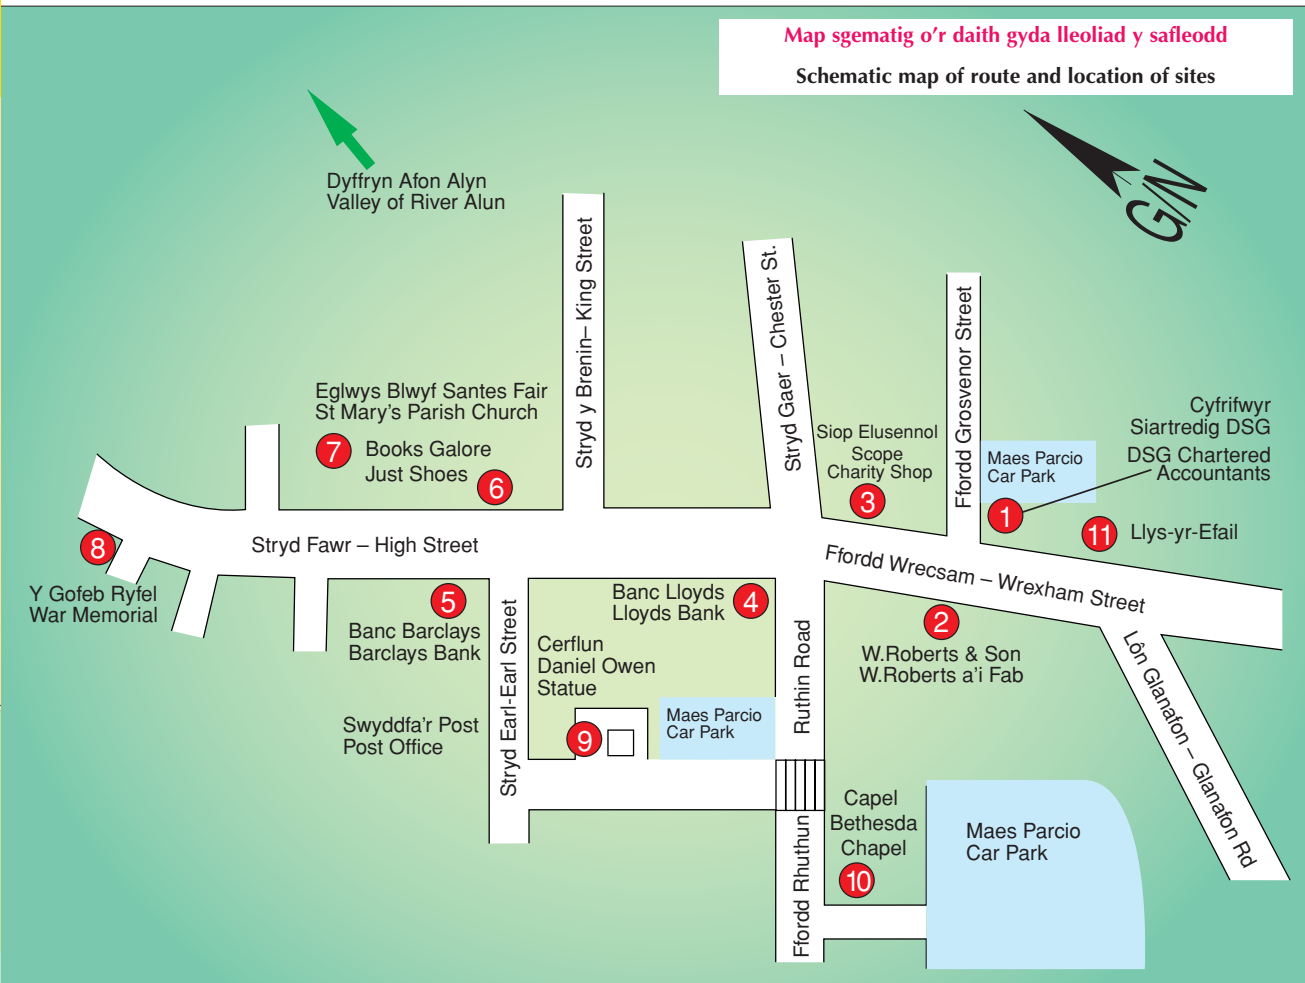 Map sgematig o'r daith gyda lleoliad y safleodd
Schematic map of route and location of sites
G/N
Dyffryn Afon Alyn
Valley of River Alun
Stryd y Brenin– King Street
Stryd Gaer – Chester St.
Ffordd Grosvenor Street
Eglwys Blwyf Santes Fair
St Mary's Parish Church
7
Books Galore
Just Shoes
6
Siop Elusennol
Scope
Charity Shop
3
Maes Parcio
Car Park
1
Cyfrifwyr
Siartredig DSG
DSG Chartered
Accountants
11
Llys-yr-Efail
8
Y Gofeb Ryfel
War Memorial
Stryd Fawr – High Street
Ffordd Wrecsam – Wrexham Street
5
Banc Barclays
Barclays Bank
Banc Lloyds
Lloyds Bank
4
2
W.Roberts & Son
W.Roberts a'i Fab
Stryd Earl-Earl Street
Cerflun
Daniel Owen
Statue
9
Maes Parcio
Car Park
Ruthin Road
Lôn Glanafon – Glanafon Rd
Swyddfa'r Post
Post Office
Ffordd Rhuthun
Capel
Bethesda
Chapel
10
Maes Parcio
Car Park